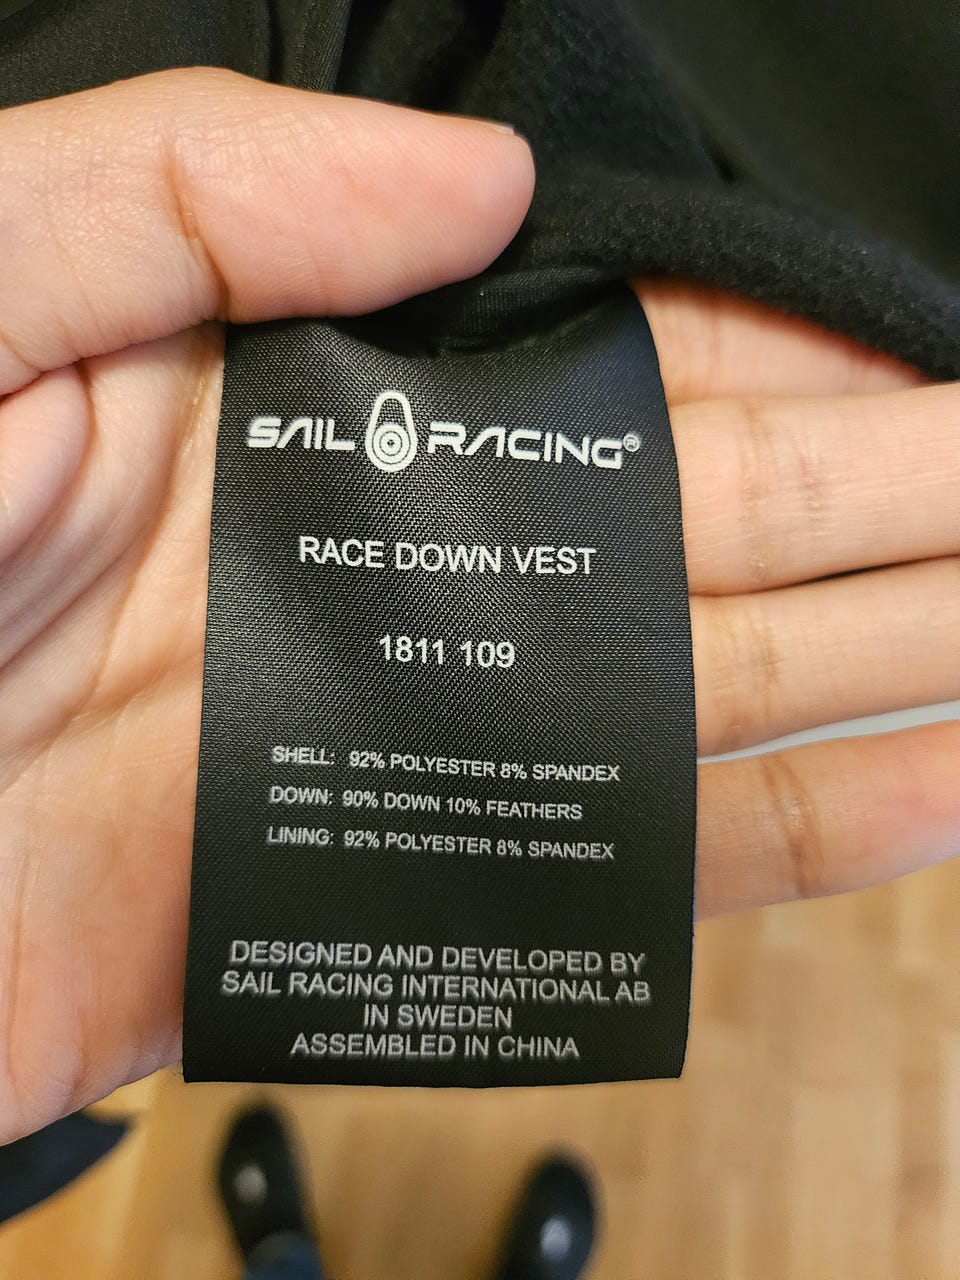 SAIL RACING®
RACE DOWN VEST
1811 109
SHELL: 92% POLYESTER 8% SPANDEX
DOWN: 90% DOWN 10% FEATHERS
LINING: 92% POLYESTER 8% SPANDEX
DESIGNED AND DEVELOPED BY
SAIL RACING INTERNATIONAL AB
IN SWEDEN
ASSEMBLED IN CHINA